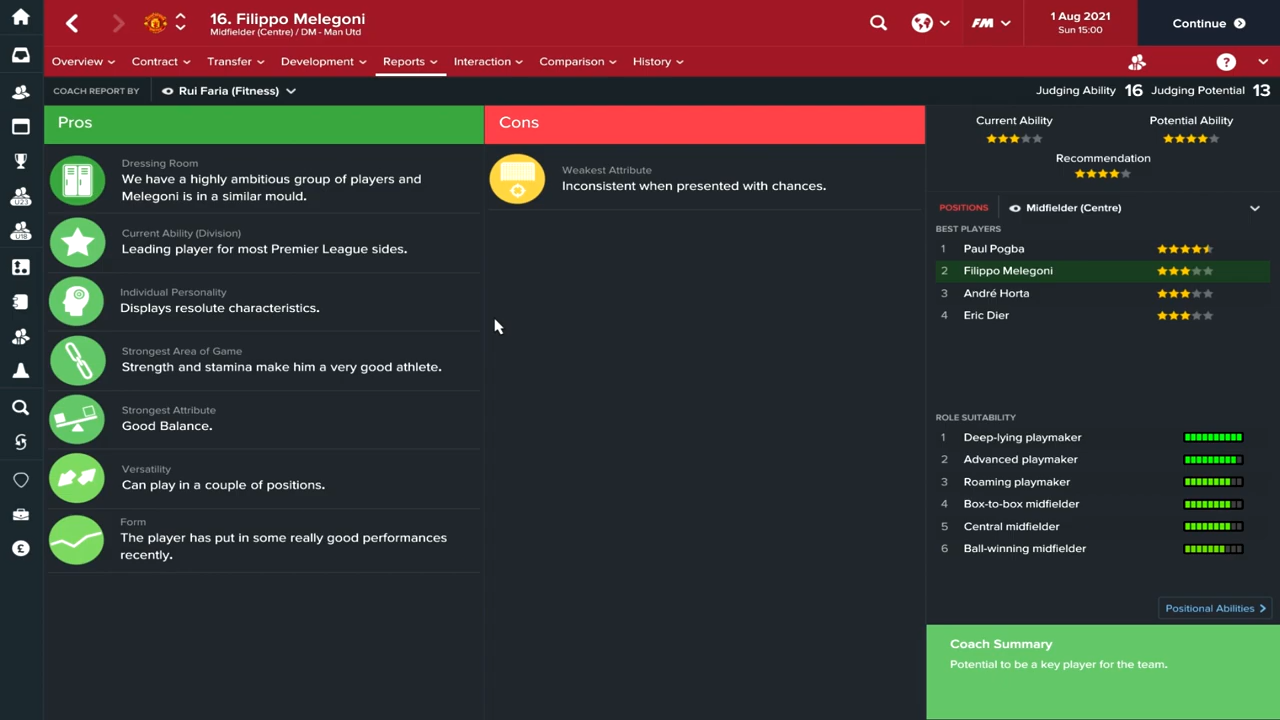 16. Filippo Melegoni
Midfielder (Centre) / DM - Man Utd
FM
1 Aug 2021
Sun 15:00
Continue
Overview
Contract
Transfer
Development
Reports
Interaction
Comparison
History
?
COACH REPORT BY
Rui Faria (Fitness)
Judging Ability 16 Judging Potential 13
Pros
Dressing Room
We have a highly ambitious group of players and
Melegoni is in a similar mould.
Current Ability (Division)
Leading player for most Premier League sides.
Individual Personality
Displays resolute characteristics.
Strongest Area of Game
Strength and stamina make him a very good athlete.
Strongest Attribute
Good Balance.
Versatility
Can play in a couple of positions.
Form
The player has put in some really good performances
recently.
Cons
Weakest Attribute
Inconsistent when presented with chances.
Current Ability
Potential Ability
Recommendation
POSITIONS
Midfielder (Centre)
BEST PLAYERS
1 Paul Pogba
2 Filippo Melegoni
3 André Horta
4 Eric Dier
ROLE SUITABILITY
1 Deep-lying playmaker
2 Advanced playmaker
3 Roaming playmaker
4 Box-to-box midfielder
5 Central midfielder
6 Ball-winning midfielder
Positional Abilities
Coach Summary
Potential to be a key player for the team.
U23
U18
£